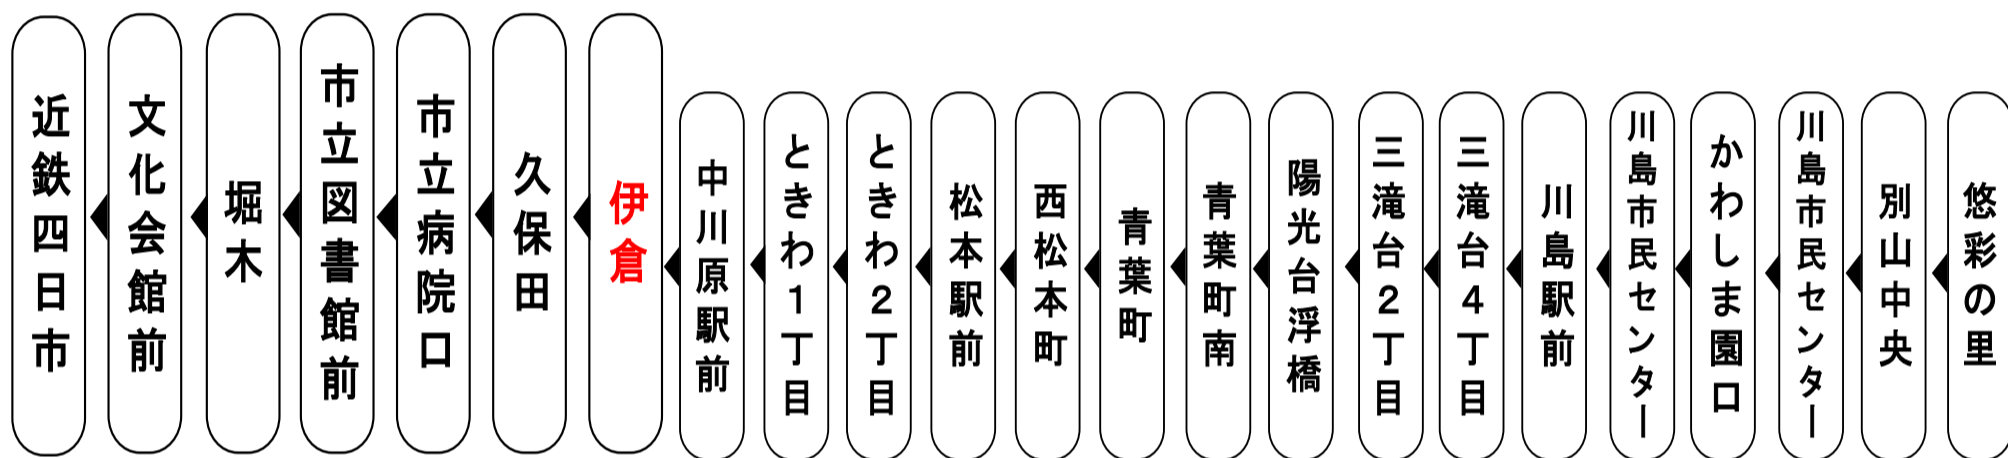 悠彩の里
別山中央
川島市民センター
かわしま園口
川島市民センター
川島駅前
三滝台4丁目
三滝台2丁目
陽光台浮橋
青葉町南
青葉町
西松本町
松本駅前
ときわ2丁目
ときわ1丁目
中川原駅前
伊倉
久保田
市立病院口
市立図書館前
堀木
文化会館前
近鉄四日市